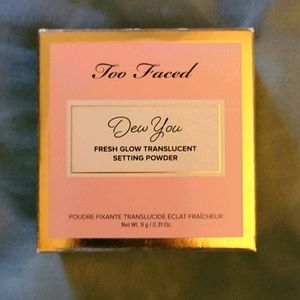 Too Faced
Dew You
FRESH GLOW TRANSLUCENT
SETTING POWDER
POUDRE FIXANTE TRANSLUCIDE ÉCLAT FRAÎCHEUR
Net. Wt. 9 g / 0.31 Oz.